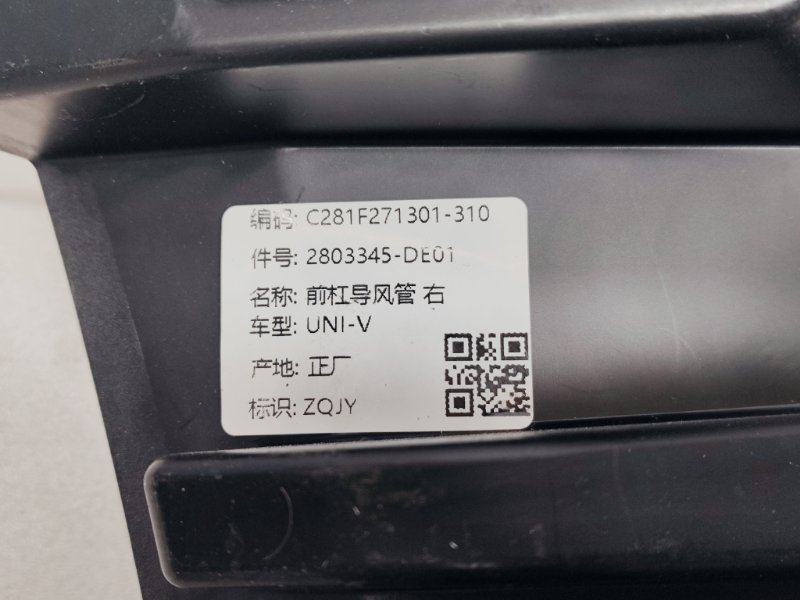 编码: C281F271301-310
件号: 2803345-DE01
名称: 前杠导风管 右
车型: UNI-V
产地: 正厂
标识: ZQJY